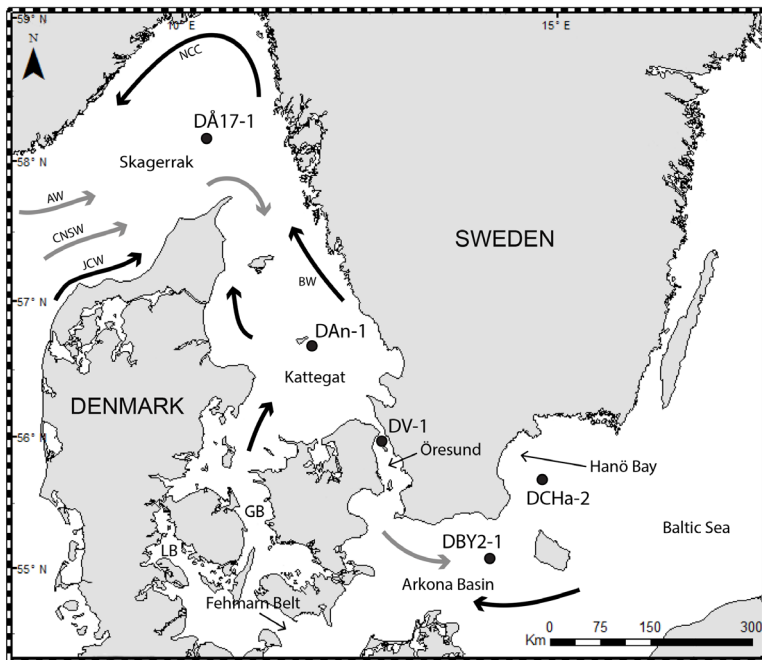 59° N
10° E
15° E
N
NCC
DÅ17-1
58° N
Skagerrak
AW
CNSW
JCW
SWEDEN
BW
57° N
DAn-1
Kattegat
DENMARK
DV-1
56° N
Öresund
Hanö Bay
DCHa-2
GB
Baltic Sea
DBY2-1
LB
55° N
Arkona Basin
Fehmarn Belt
Km
0 75 150 300